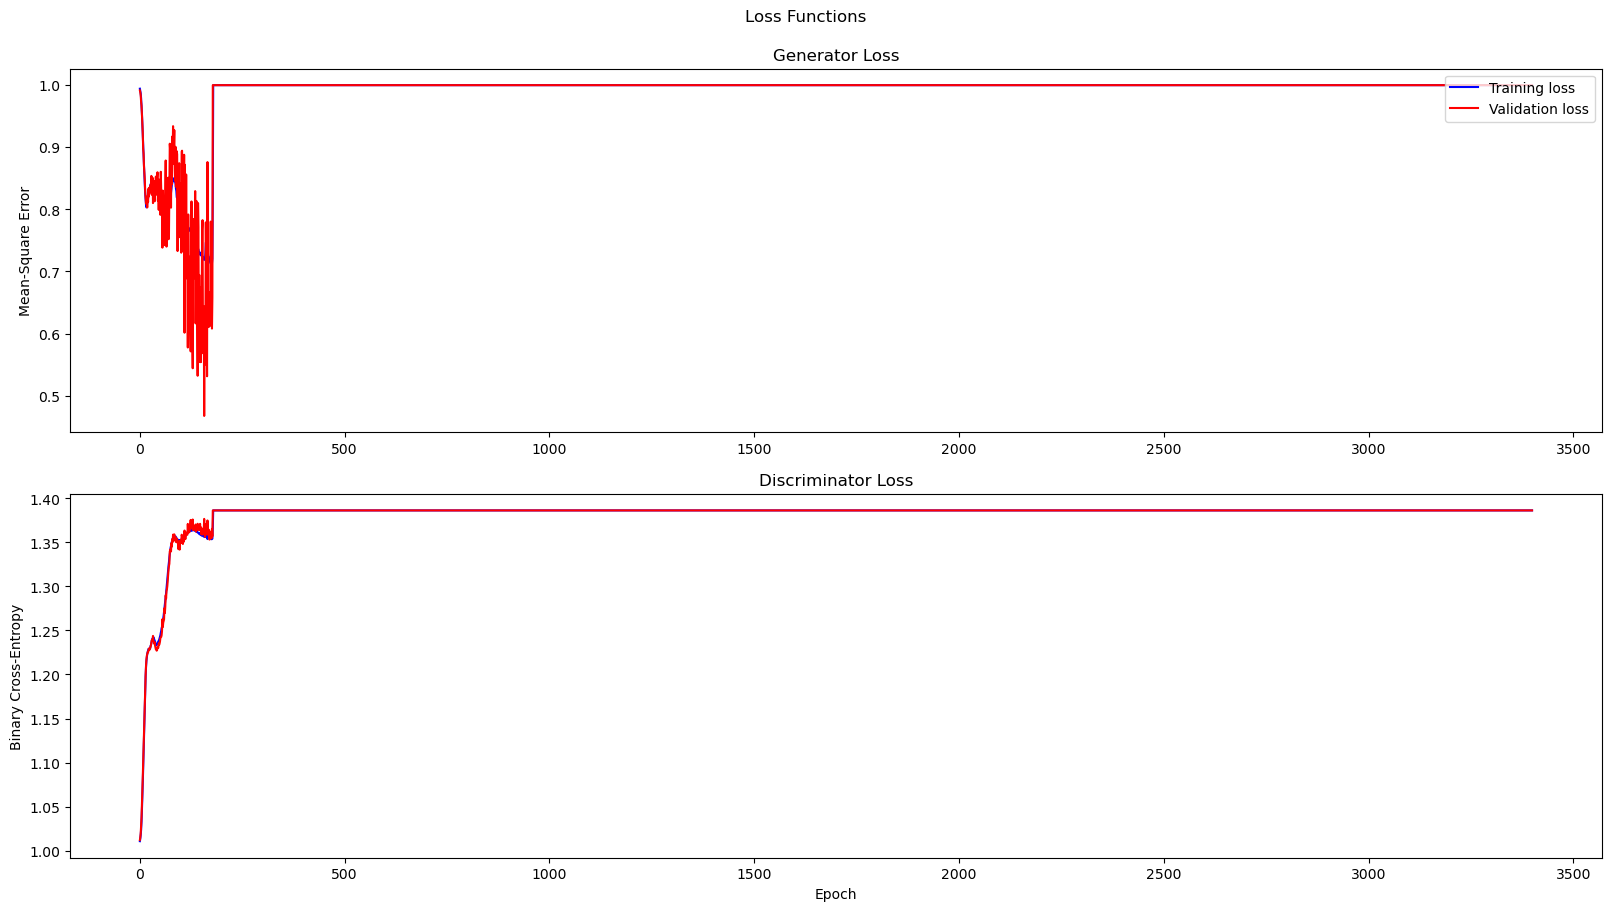 Loss Functions
Generator Loss
Mean-Square Error
1.0
0.9
0.8
0.7
0.6
0.5
Training loss
Validation loss
0 500 1000 1500 2000 2500 3000 3500
Discriminator Loss
Binary Cross-Entropy
1.40
1.35
1.30
1.25
1.20
1.15
1.10
1.05
1.00
0 500 1000 1500 2000 2500 3000 3500
Epoch